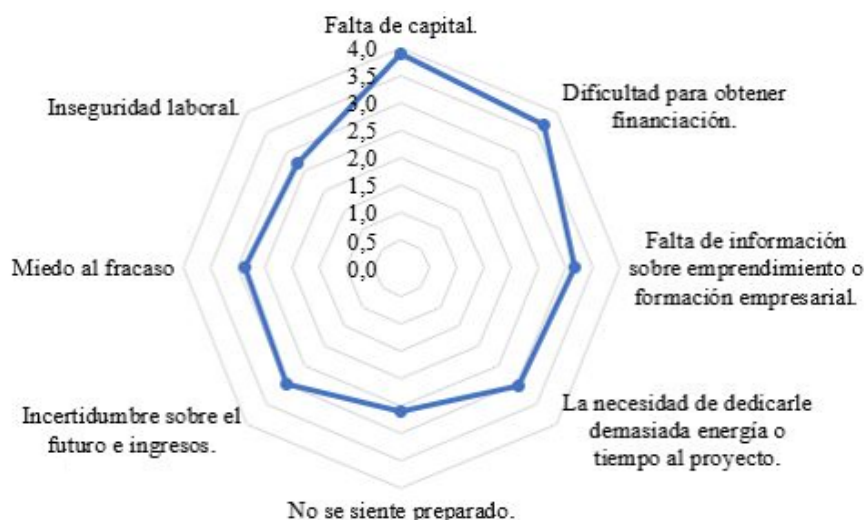 Falta de capital.
4,0
3,5
3,0
2,5
2,0
1,5
1,0
0,5
0,0
Dificultad para obtener
financiación.
Falta de información
sobre emprendimiento o
formación empresarial.
La necesidad de dedicarle
demasiada energía o
tiempo al proyecto.
No se siente preparado.
Incertidumbre sobre el
futuro e ingresos.
Miedo al fracaso
Inseguridad laboral.